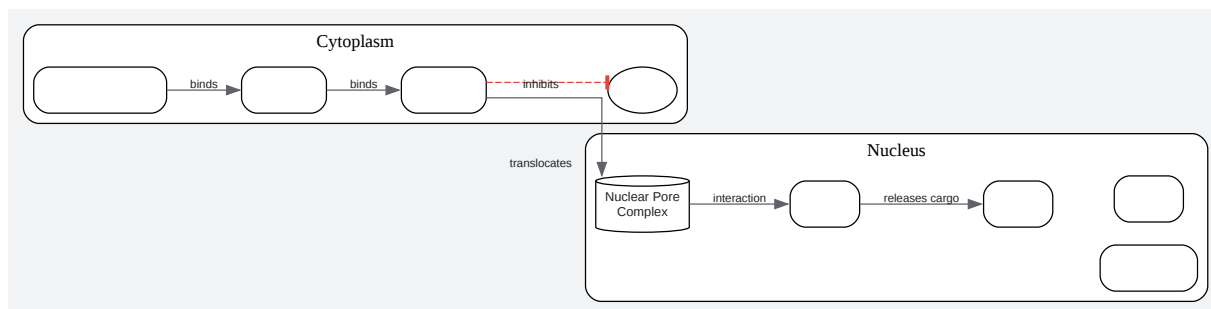 Cytoplasm
binds
binds
inhibits
translocates
Nucleus
Nuclear Pore
Complex
interaction
releases cargo